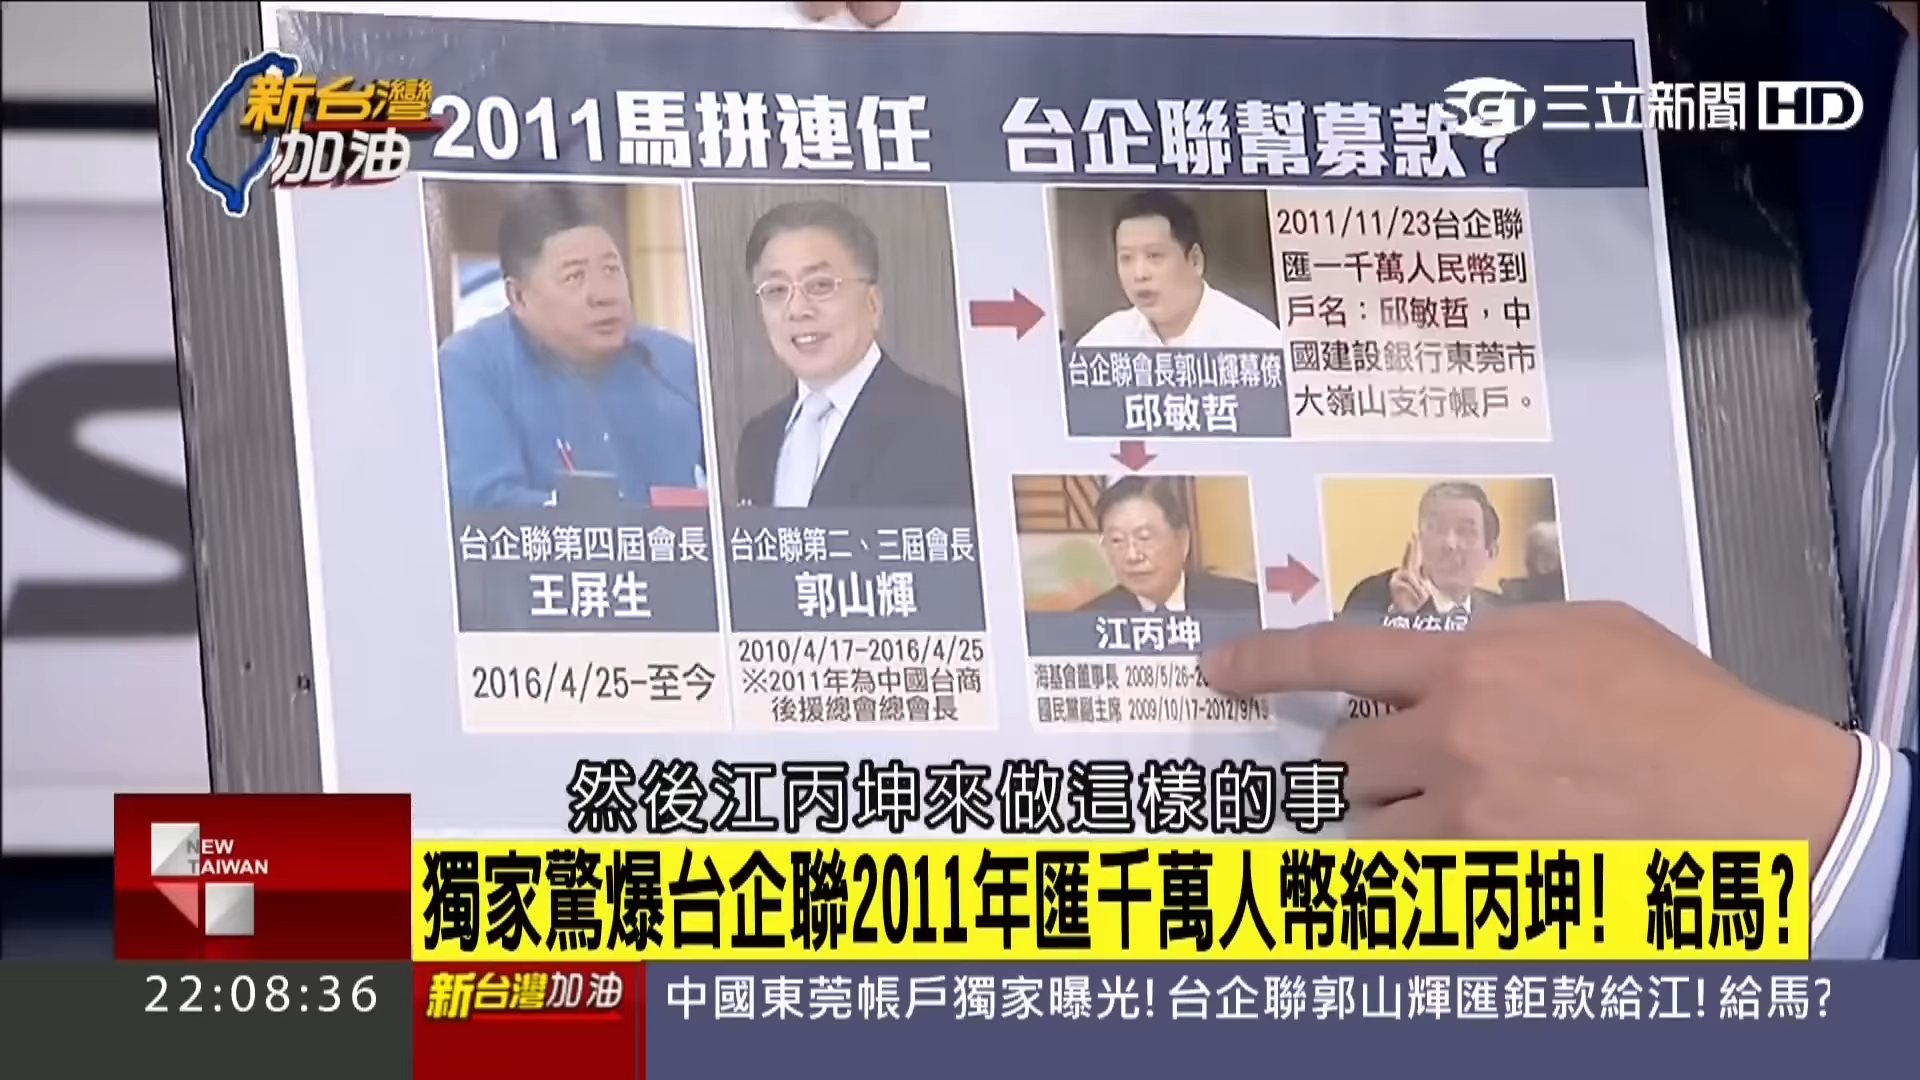 新台灣
加油
SET三立新聞HD
2011馬拼連任 台企聯幫募款?
2011/11/23台企聯
匯一千萬人民幣到
戶名：邱敏哲，中
國建設銀行東莞市
大嶺山支行帳戶。
台企聯會長郭山輝幕僚
邱敏哲
台企聯第四屆會長
王屏生
2016/4/25-至今
台企聯第二、三屆會長
郭山輝
2010/4/17-2016/4/25
※2011年為中國台商
後援總會總會長
江丙坤
海基會董事長 2008/5/26-20
國民黨副主席 2009/10/17-2012/9/19
總統候
2011
然後江丙坤來做這樣的事
NEW
TAIWAN
獨家驚爆台企聯2011年匯千萬人幣給江丙坤! 給馬?
22:08:36
新台灣加油
中國東莞帳戶獨家曝光!台企聯郭山輝匯鉅款給江!給馬?